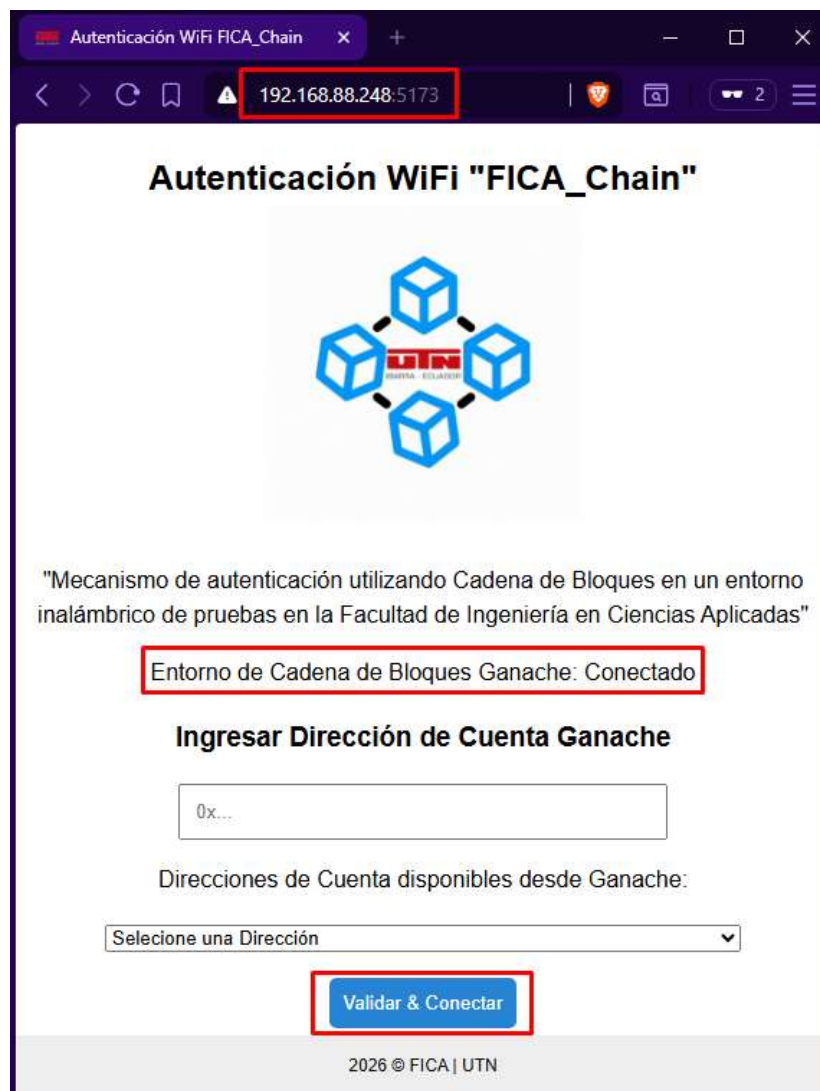 Autenticación WiFi FICA_Chain
192.168.88.248:5173
2
Autenticación WiFi "FICA_Chain"
UTN
IBARRA - ECUADOR
"Mecanismo de autenticación utilizando Cadena de Bloques en un entorno
inalámbrico de pruebas en la Facultad de Ingeniería en Ciencias Aplicadas"
Entorno de Cadena de Bloques Ganache: Conectado
Ingresar Dirección de Cuenta Ganache
0x...
Direcciones de Cuenta disponibles desde Ganache:
Selecione una Dirección
Validar & Conectar
2026 © FICA | UTN